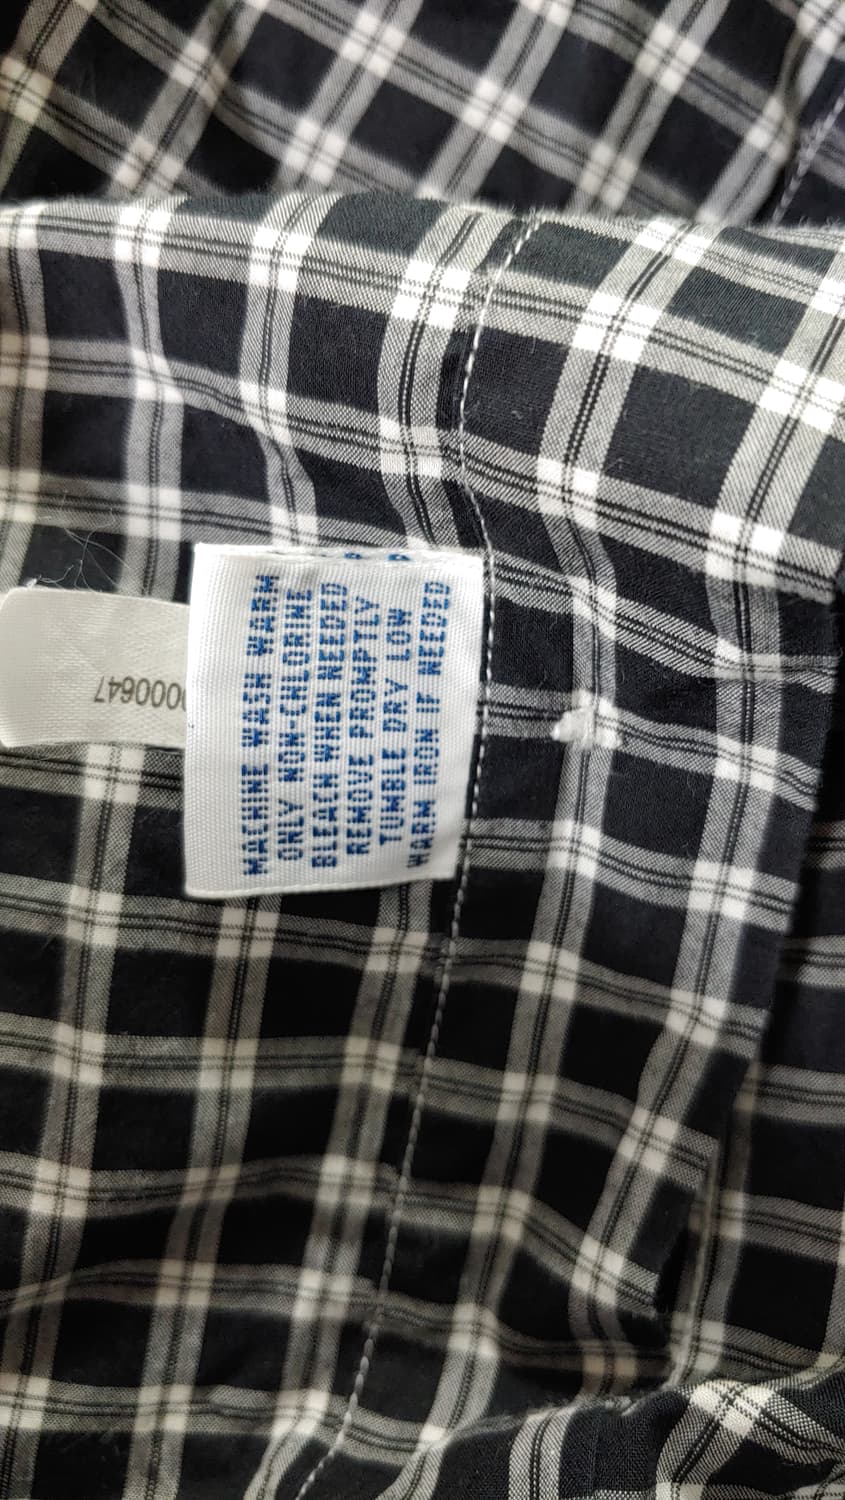 MACHINE WASH WARM
ONLY NON-CHLORINE
BLEACH WHEN NEEDED
REMOVE PROMPTLY
TUMBLE DRY LOW
WARM IRON IF NEEDED
0000647